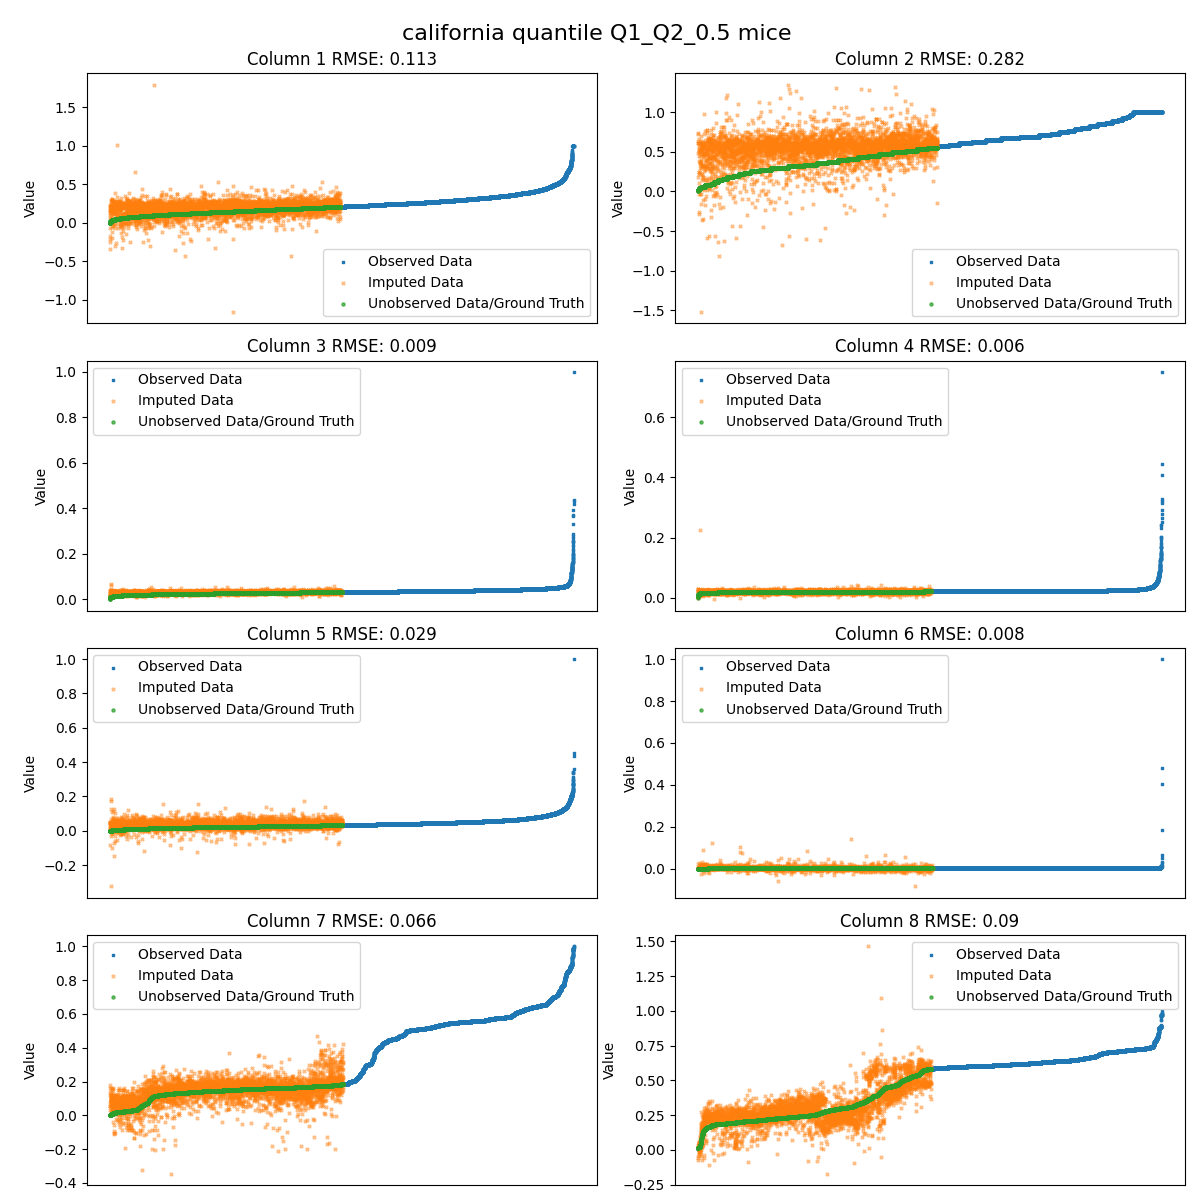 california quantile Q1_Q2_0.5 mice
Column 1 RMSE: 0.113
1.5
1.0
0.5
0.0
−0.5
−1.0
Value
Observed Data
Imputed Data
Unobserved Data/Ground Truth
Column 2 RMSE: 0.282
1.0
0.5
0.0
−0.5
−1.0
−1.5
Value
Observed Data
Imputed Data
Unobserved Data/Ground Truth
Column 3 RMSE: 0.009
1.0
0.8
0.6
0.4
0.2
0.0
Value
Observed Data
Imputed Data
Unobserved Data/Ground Truth
Column 4 RMSE: 0.006
0.6
0.4
0.2
0.0
Value
Observed Data
Imputed Data
Unobserved Data/Ground Truth
Column 5 RMSE: 0.029
1.0
0.8
0.6
0.4
0.2
0.0
−0.2
Value
Observed Data
Imputed Data
Unobserved Data/Ground Truth
Column 6 RMSE: 0.008
1.0
0.8
0.6
0.4
0.2
0.0
Value
Observed Data
Imputed Data
Unobserved Data/Ground Truth
Column 7 RMSE: 0.066
1.0
0.8
0.6
0.4
0.2
0.0
−0.2
−0.4
Value
Observed Data
Imputed Data
Unobserved Data/Ground Truth
Column 8 RMSE: 0.09
1.50
1.25
1.00
0.75
0.50
0.25
0.00
−0.25
Value
Observed Data
Imputed Data
Unobserved Data/Ground Truth